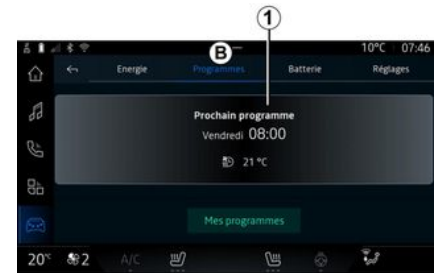 1
B
10°C 07:46
Energie Programmes Batterie Réglages
Prochain programme
Vendredi 08:00
21 °C
Mes programmes
20°c 2 A/C